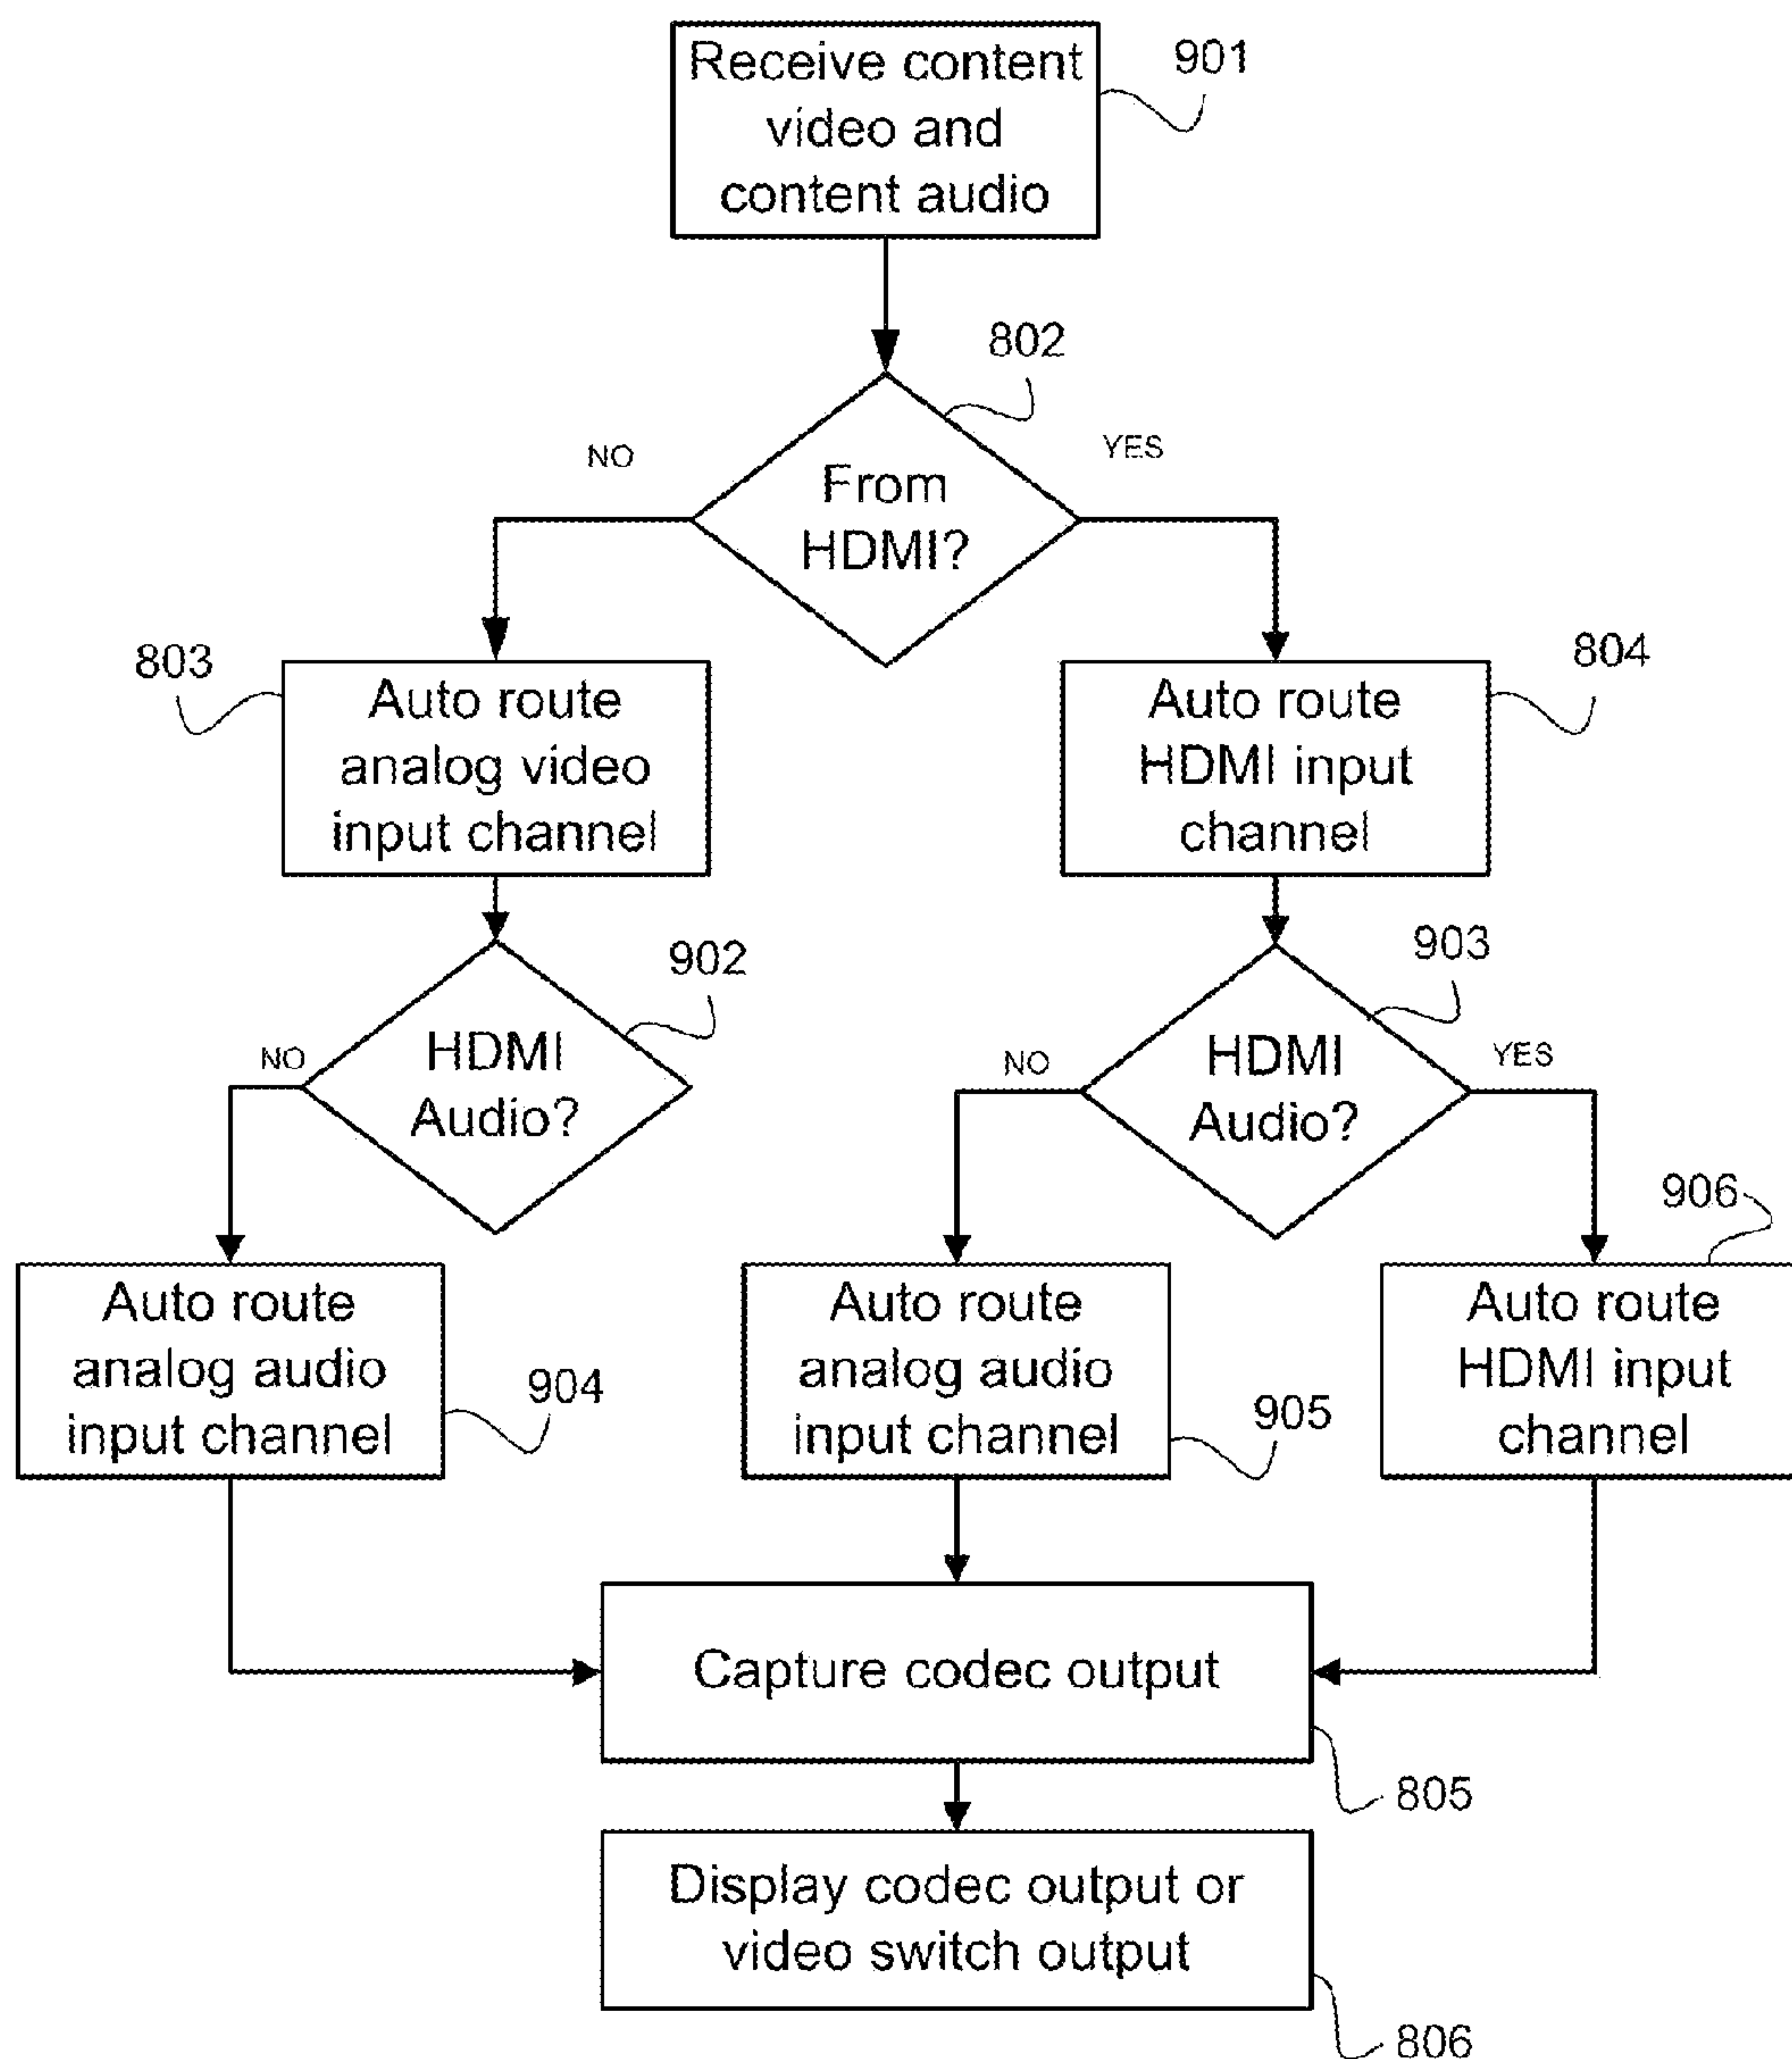 Receive content
video and
content audio
901
802
NO
YES
From
HDMI?
803
Auto route
analog video
input channel
Auto route
HDMI input
channel
804
902
903
NO
HDMI
Audio?
NO
HDMI
Audio?
YES
906
Auto route
analog audio
input channel
904
Auto route
analog audio
input channel
905
Auto route
HDMI input
channel
Capture codec output
805
Display codec output or
video switch output
806